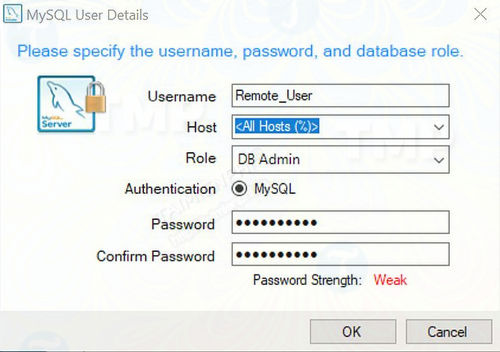 MySQL User Details
Please specify the username, password, and database role.
MySQL
Server
Username Remote_User
Host <All Hosts (%)>
Role DB Admin
Authentication MySQL
Password ●●●●●●●●●●
Confirm Password ●●●●●●●●●●
Password Strength: Weak
OK Cancel